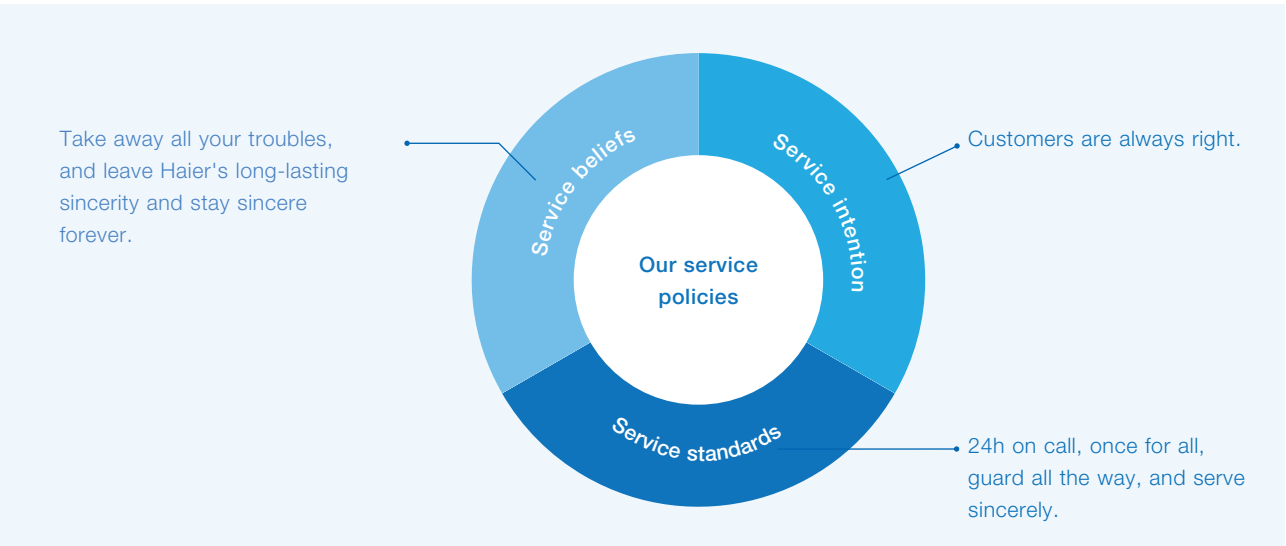 Take away all your troubles,
and leave Haier's long-lasting
sincerity and stay sincere
forever.
Service beliefs
Service intention
Customers are always right.
Our service
policies
Service standards
24h on call, once for all,
guard all the way, and serve
sincerely.